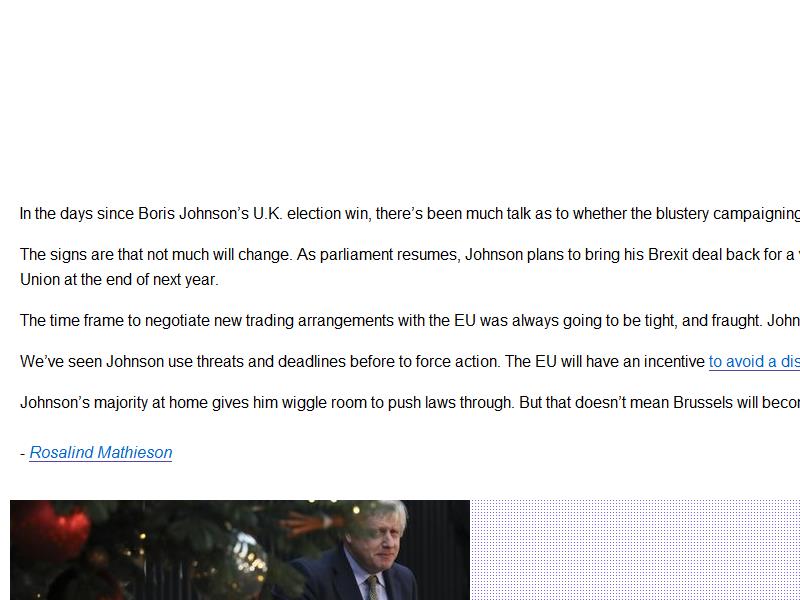 In the days since Boris Johnson’s U.K. election win, there’s been much talk as to whether the blustery campaigning
The signs are that not much will change. As parliament resumes, Johnson plans to bring his Brexit deal back for a
Union at the end of next year.
The time frame to negotiate new trading arrangements with the EU was always going to be tight, and fraught. John
We’ve seen Johnson use threats and deadlines before to force action. The EU will have an incentive to avoid a dis
Johnson’s majority at home gives him wiggle room to push laws through. But that doesn’t mean Brussels will becom
- Rosalind Mathieson